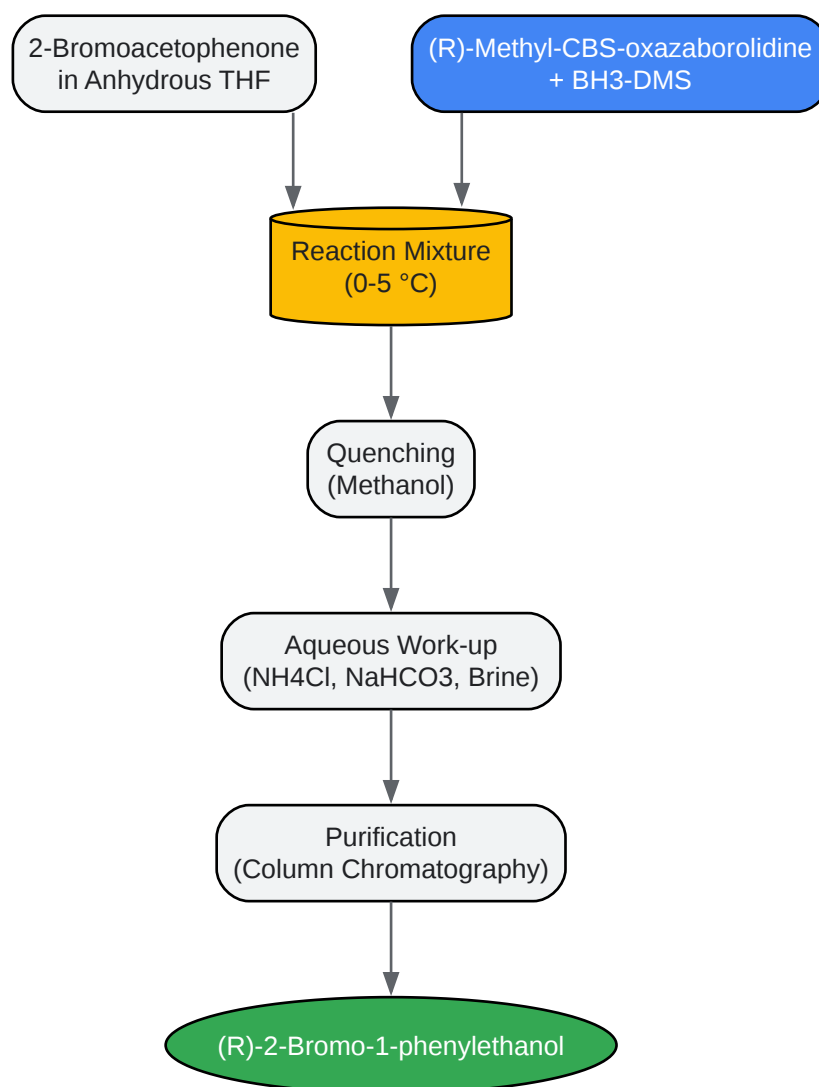 2-Bromoacetophenone
in Anhydrous THF
(R)-Methyl-CBS-oxazaborolidine
+ BH3-DMS
Reaction Mixture
(0-5 °C)
Quenching
(Methanol)
Aqueous Work-up
(NH4Cl, NaHCO3, Brine)
Purification
(Column Chromatography)
(R)-2-Bromo-1-phenylethanol